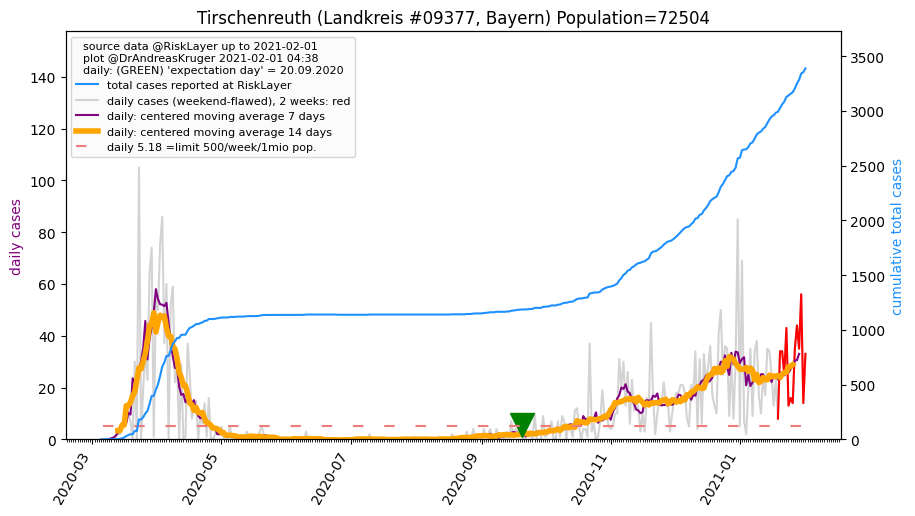 Tirschenreuth (Landkreis #09377, Bayern) Population=72504
source data @RiskLayer up to 2021-02-01
plot @DrAndreasKruger 2021-02-01 04:38
daily: (GREEN) 'expectation day' = 20.09.2020
total cases reported at RiskLayer
daily cases (weekend-flawed), 2 weeks: red
daily: centered moving average 7 days
daily: centered moving average 14 days
daily 5.18 =limit 500/week/1mio pop.
daily cases
140
120
100
80
60
40
20
0
3500
3000
2500
2000
1500
1000
500
0
cumulative total cases
2020-03
2020-05
2020-07
2020-09
2020-11
2021-01